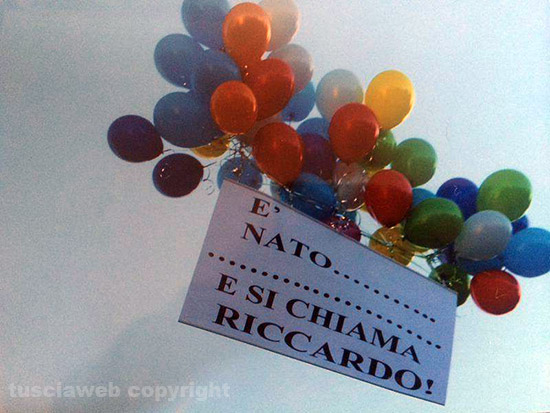 E'
NATO............
........................
E SI CHIAMA
RICCARDO!
tusciaweb copyright